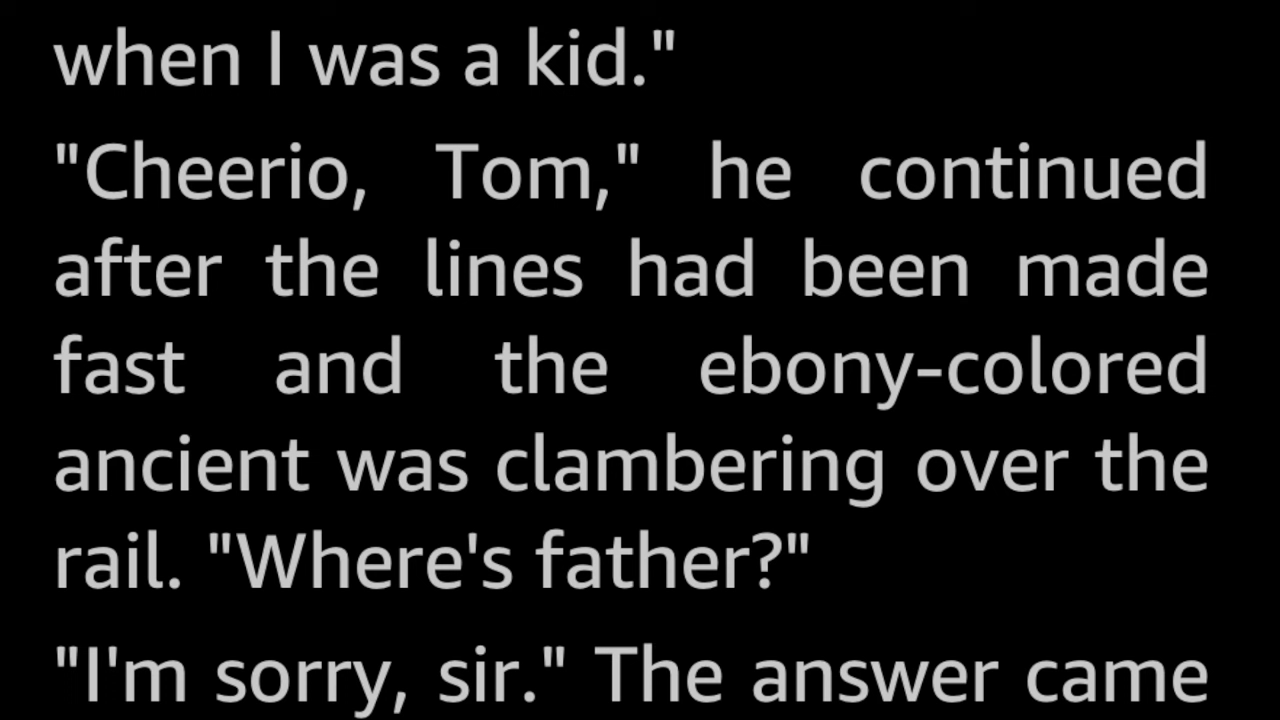 when I was a kid."
"Cheerio, Tom," he continued
after the lines had been made
fast and the ebony-colored
ancient was clambering over the
rail. "Where's father?"
"I'm sorry, sir." The answer came